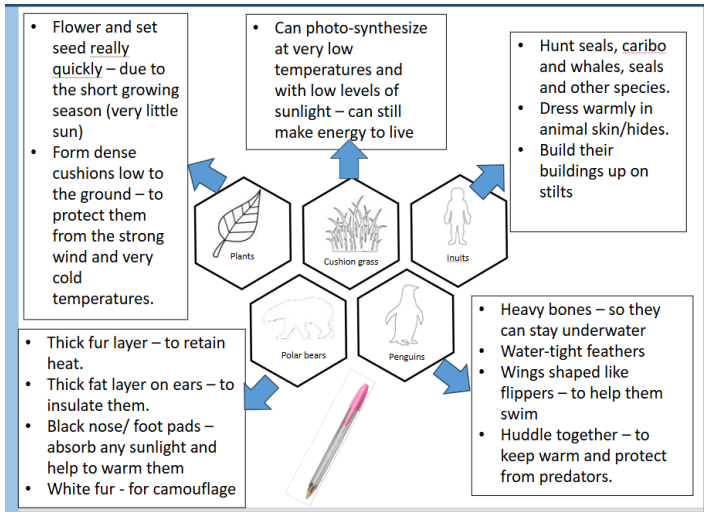 • Flower and set
seed really
quickly – due to
the short growing
season (very little
sun)
• Form dense
cushions low to
the ground – to
protect them
from the strong
wind and very
cold
temperatures.
• Can photo-synthesize
at very low
temperatures and
with low levels of
sunlight – can still
make energy to live
• Hunt seals, caribo
and whales, seals
and other species.
• Dress warmly in
animal skin/hides.
• Build their
buildings up on
stilts
Plants
Cushion grass
Inuits
Polar bears
Penguins
• Thick fur layer – to retain
heat.
• Thick fat layer on ears – to
insulate them.
• Black nose/ foot pads –
absorb any sunlight and
help to warm them
• White fur - for camouflage
• Heavy bones – so they
can stay underwater
• Water-tight feathers
• Wings shaped like
flippers – to help them
swim
• Huddle together – to
keep warm and protect
from predators.